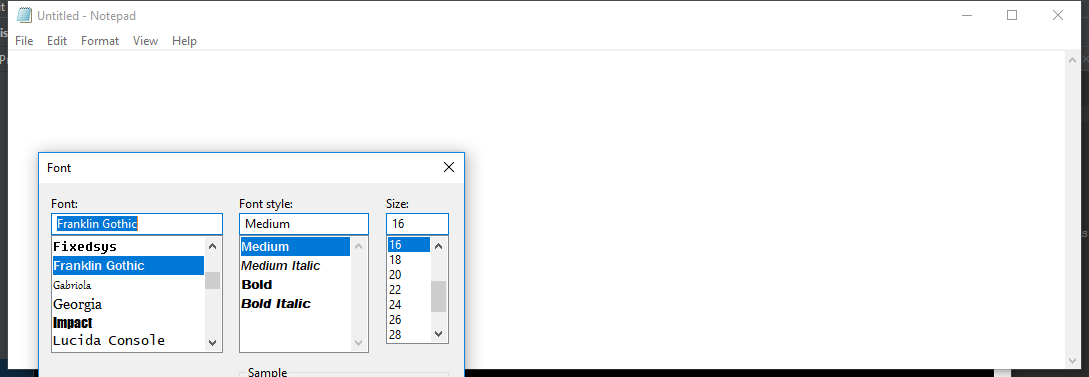 Untitled - Notepad
File Edit Format View Help
Font
Font: Font style: Size:
Franklin Gothic Medium 16
Fixedsys Medium 16
Franklin Gothic Medium Italic 18
Gabriola Bold 20
Georgia Bold Italic 22
Impact 24
Lucida Console 26
28
Sample